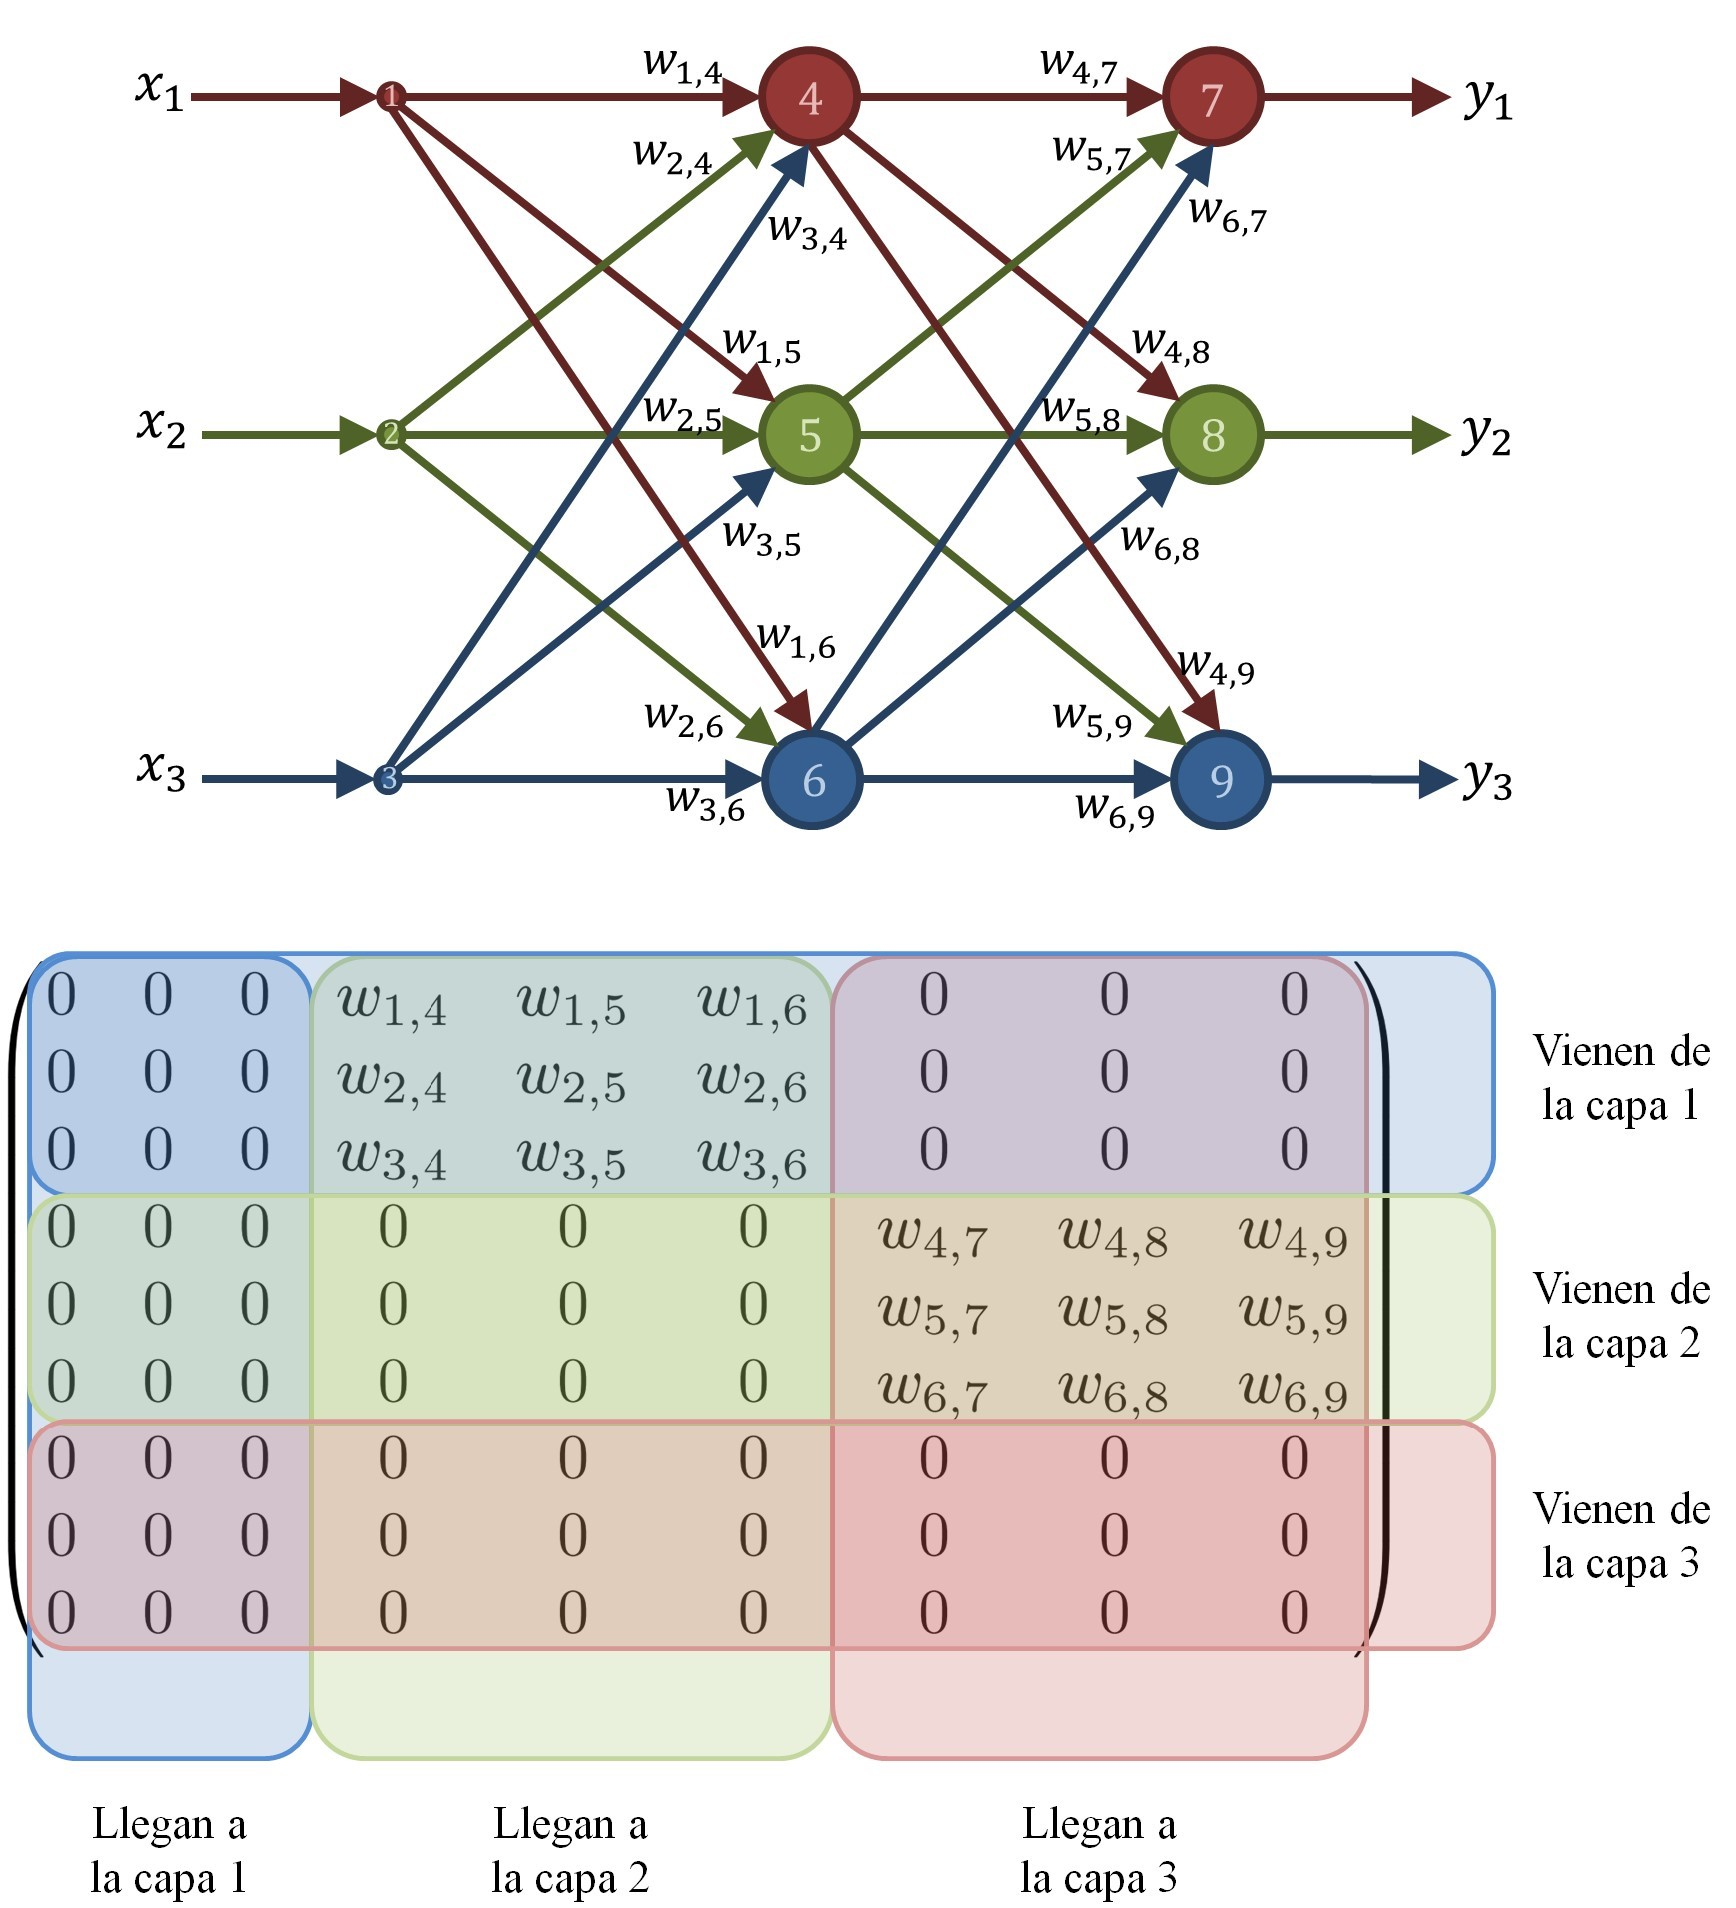 x1 1 w1,4 4 w4,7 7 y1
w2,4 w5,7
w3,4 w6,7
w1,5 w4,8
x2 2 w2,5 5 w5,8 8 y2
w3,5 w6,8
w1,6 w4,9
w2,6 w5,9
x3 3 w3,6 6 w6,9 9 y3
0 0 0 w1,4 w1,5 w1,6 0 0 0
0 0 0 w2,4 w2,5 w2,6 0 0 0
0 0 0 w3,4 w3,5 w3,6 0 0 0
Vienen de
la capa 1
0 0 0 0 0 0 w4,7 w4,8 w4,9
0 0 0 0 0 0 w5,7 w5,8 w5,9
0 0 0 0 0 0 w6,7 w6,8 w6,9
Vienen de
la capa 2
0 0 0 0 0 0 0 0 0
0 0 0 0 0 0 0 0 0
0 0 0 0 0 0 0 0 0
Vienen de
la capa 3
Llegan a
la capa 1
Llegan a
la capa 2
Llegan a
la capa 3